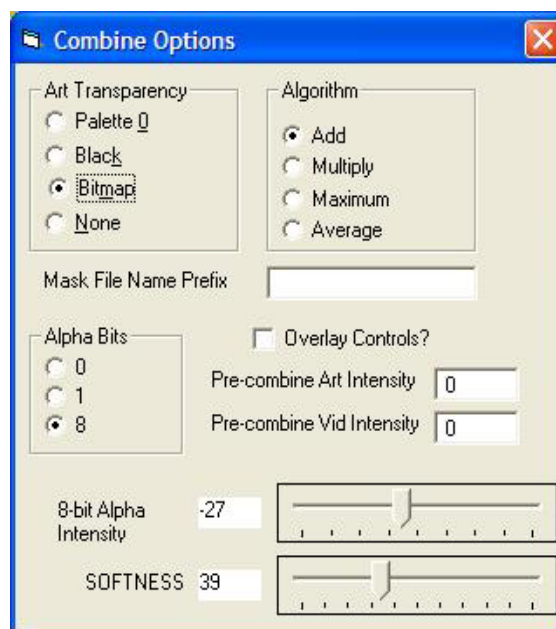 Combine Options
Art Transparency
Palette 0
Black
Bitmap
None
Algorithm
Add
Multiply
Maximum
Average
Mask File Name Prefix
Alpha Bits
0
1
8
Overlay Controls?
Pre-combine Art Intensity 0
Pre-combine Vid Intensity 0
8-bit Alpha
Intensity
-27
SOFTNESS 39